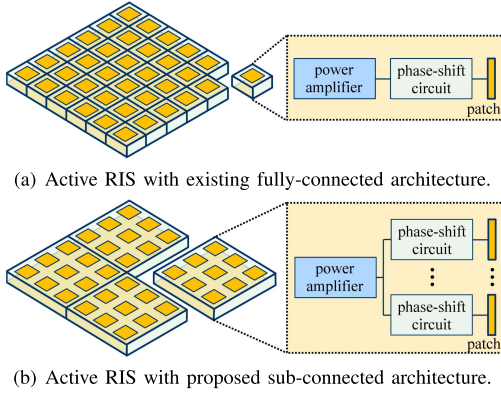 power
amplifier
phase-shift
circuit
patch
(a) Active RIS with existing fully-connected architecture.
phase-shift
circuit
power
amplifier
phase-shift
circuit
patch
(b) Active RIS with proposed sub-connected architecture.